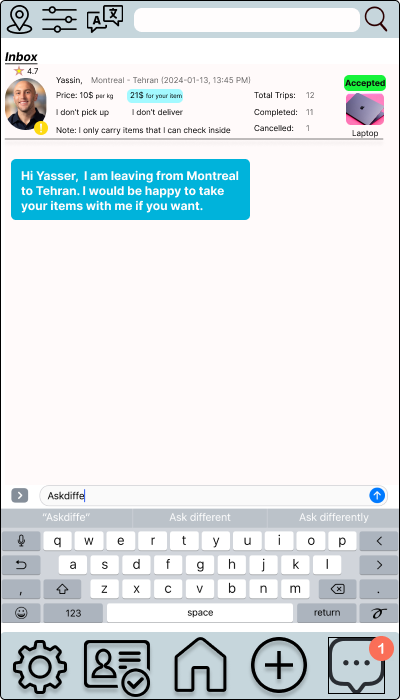 A 文
Inbox
4.7
Yassin, Montreal - Tehran (2024-01-13, 13:45 PM)
Price: 10$ per kg 21$ for your item
I don't pick up I don't deliver
Note: I only carry items that I can check inside
Total Trips: 12
Completed: 11
Cancelled: 1
Accepted
Laptop
!
Hi Yasser, I am leaving from Montreal
to Tehran. I would be happy to take
your items with me if you want.
Askdiffe
"Askdiffe" Ask different Ask differently
q w e r t y u i o p
a s d f g h j k l
, z x c v b n m .
123 space return
1